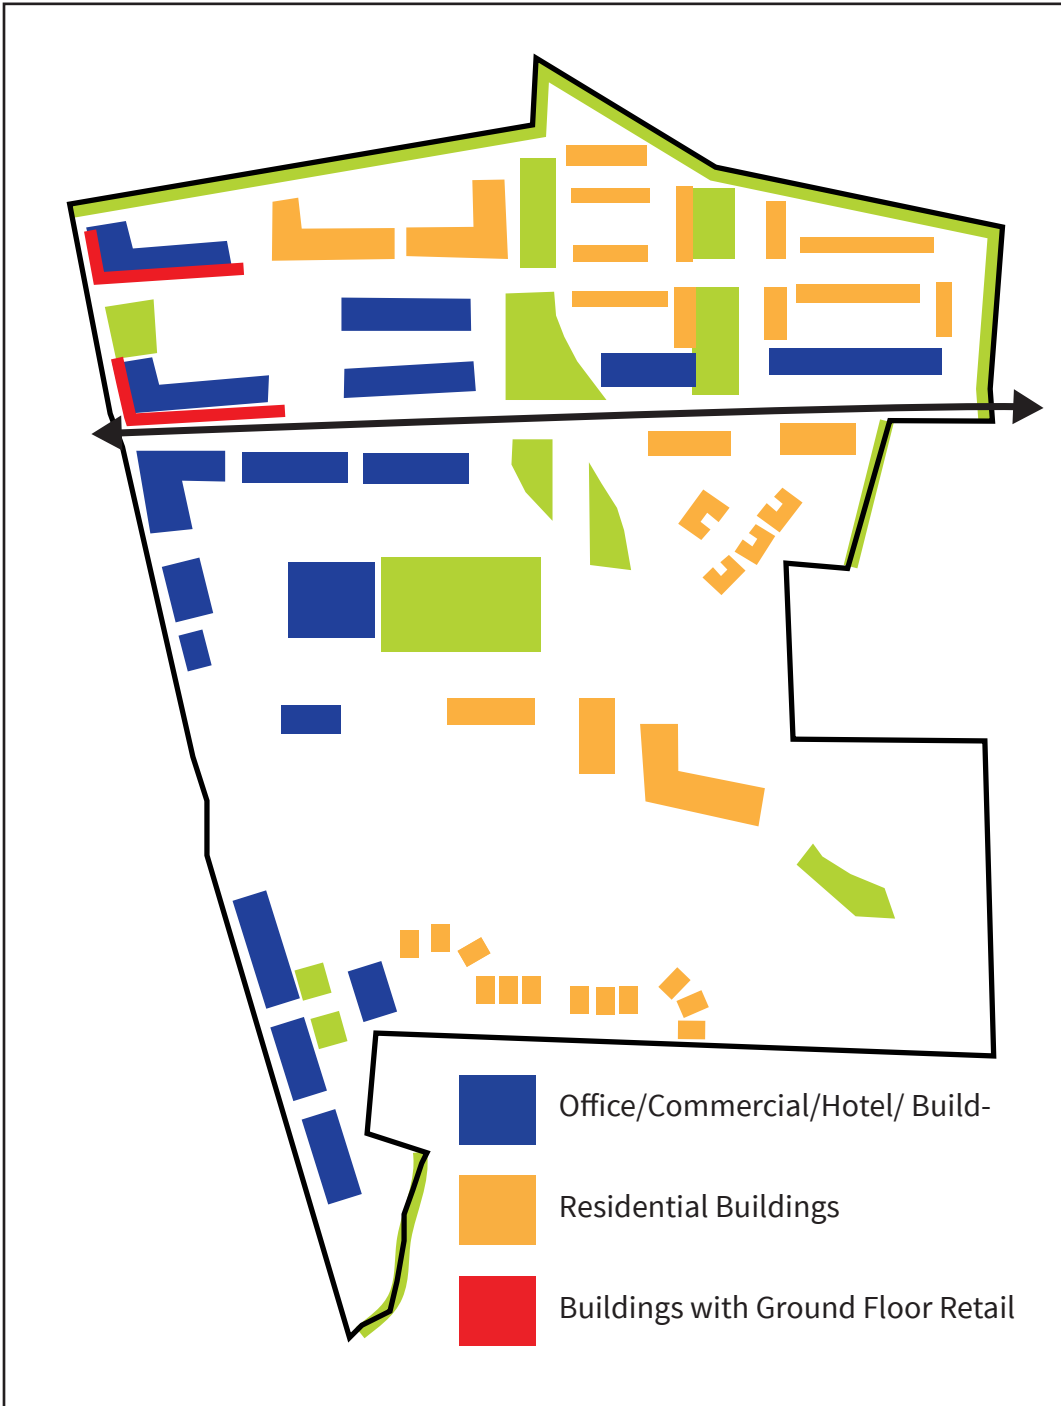 Office/Commercial/Hotel/ Build-
Residential Buildings
Buildings with Ground Floor Retail